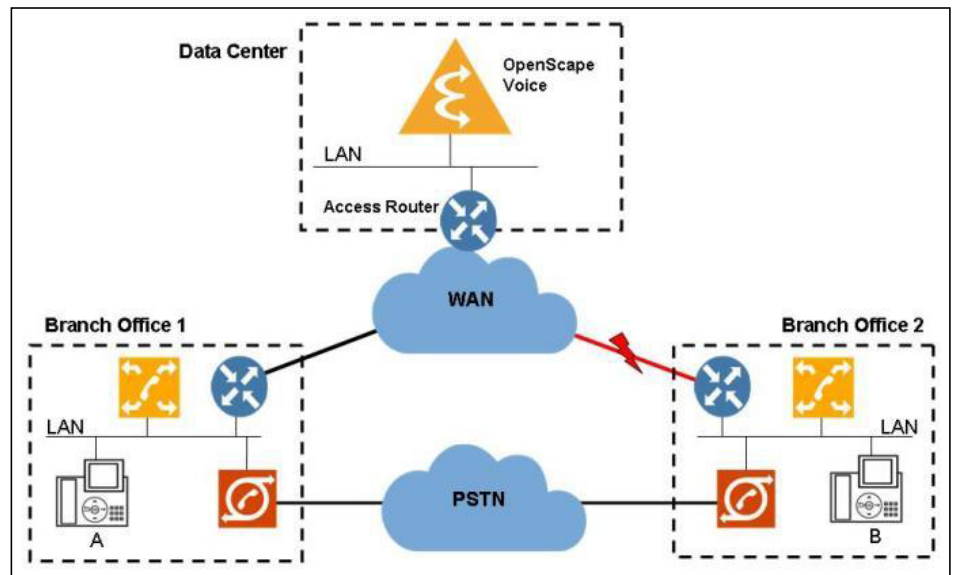 Data Center
OpenScape
Voice
LAN
Access Router
WAN
Branch Office 1
Branch Office 2
LAN
LAN
PSTN
A
B